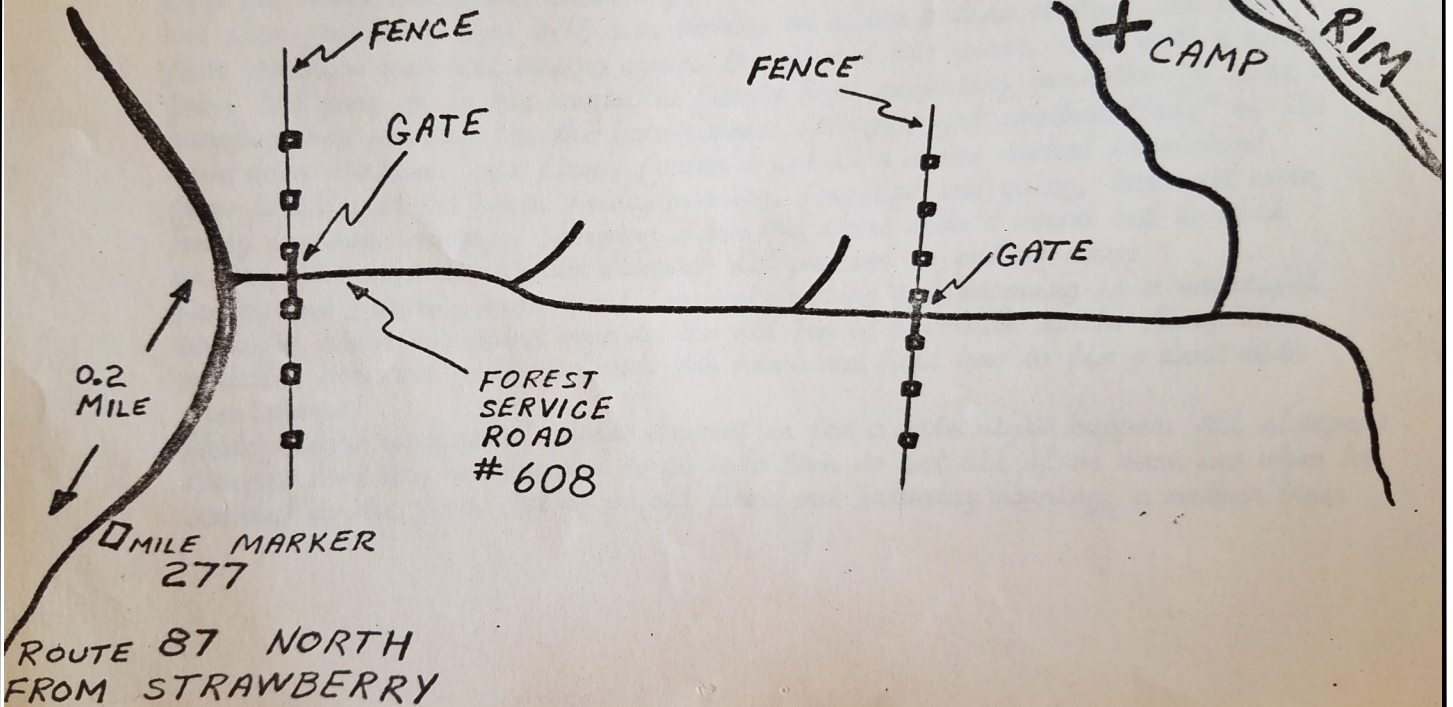 FENCE
GATE
FENCE
CAMP
RIM
GATE
0.2
MILE
FOREST
SERVICE
ROAD
# 608
MILE MARKER
277
ROUTE 87 NORTH
FROM STRAWBERRY